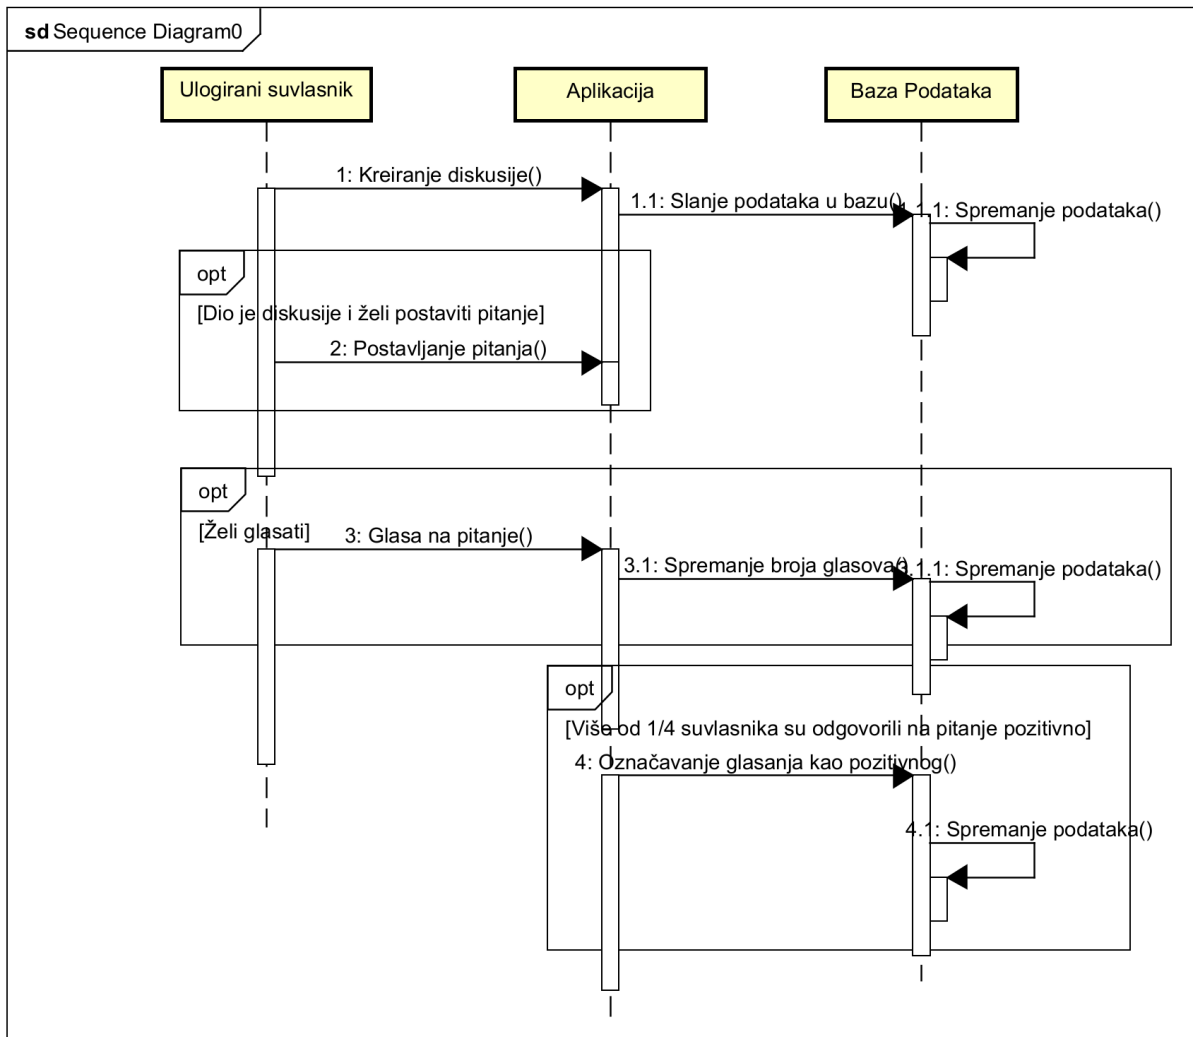 sd Sequence Diagram0
Ulogirani suvlasnik
Aplikacija
Baza Podataka
1: Kreiranje diskusije()
1.1: Slanje podataka u bazu()
1.1.1: Spremanje podataka()
opt
[Dio je diskusije i želi postaviti pitanje]
2: Postavljanje pitanja()
opt
[Želi glasati]
3: Glasa na pitanje()
3.1: Spremanje broja glasova()
3.1.1: Spremanje podataka()
opt
[Više od 1/4 suvlasnika su odgovorili na pitanje pozitivno]
4: Označavanje glasanja kao pozitivnog()
4.1: Spremanje podataka()